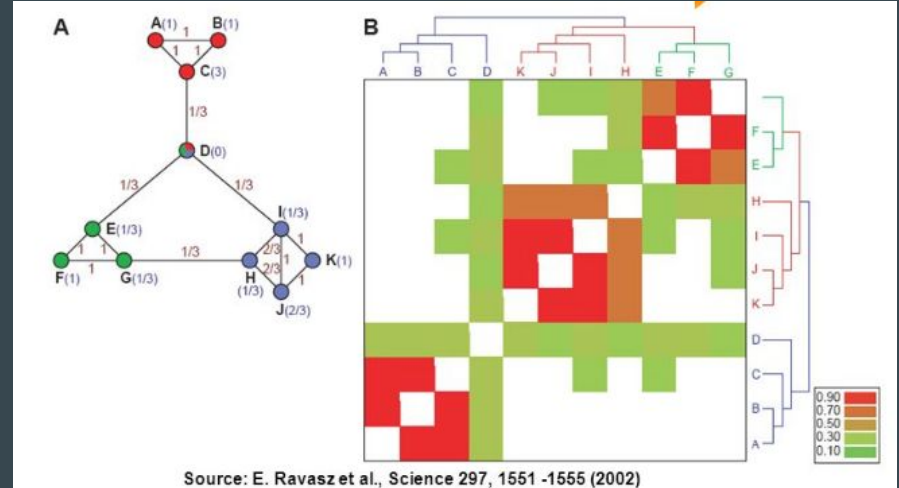 A
A(1) 1 B(1)
1 1
C(3)
1/3
D(0)
1/3 1/3
E(1/3) I(1/3)
1 1 2/3 1
F(1) 1 G(1/3) 1/3 H 2/3 1 K(1)
(1/3) 1
J(2/3)
B
A B C D K J I H E F G
F
E
H
I
J
K
D
C
B
A
0.90
0.70
0.50
0.30
0.10
Source: E. Ravasz et al., Science 297, 1551 -1555 (2002)